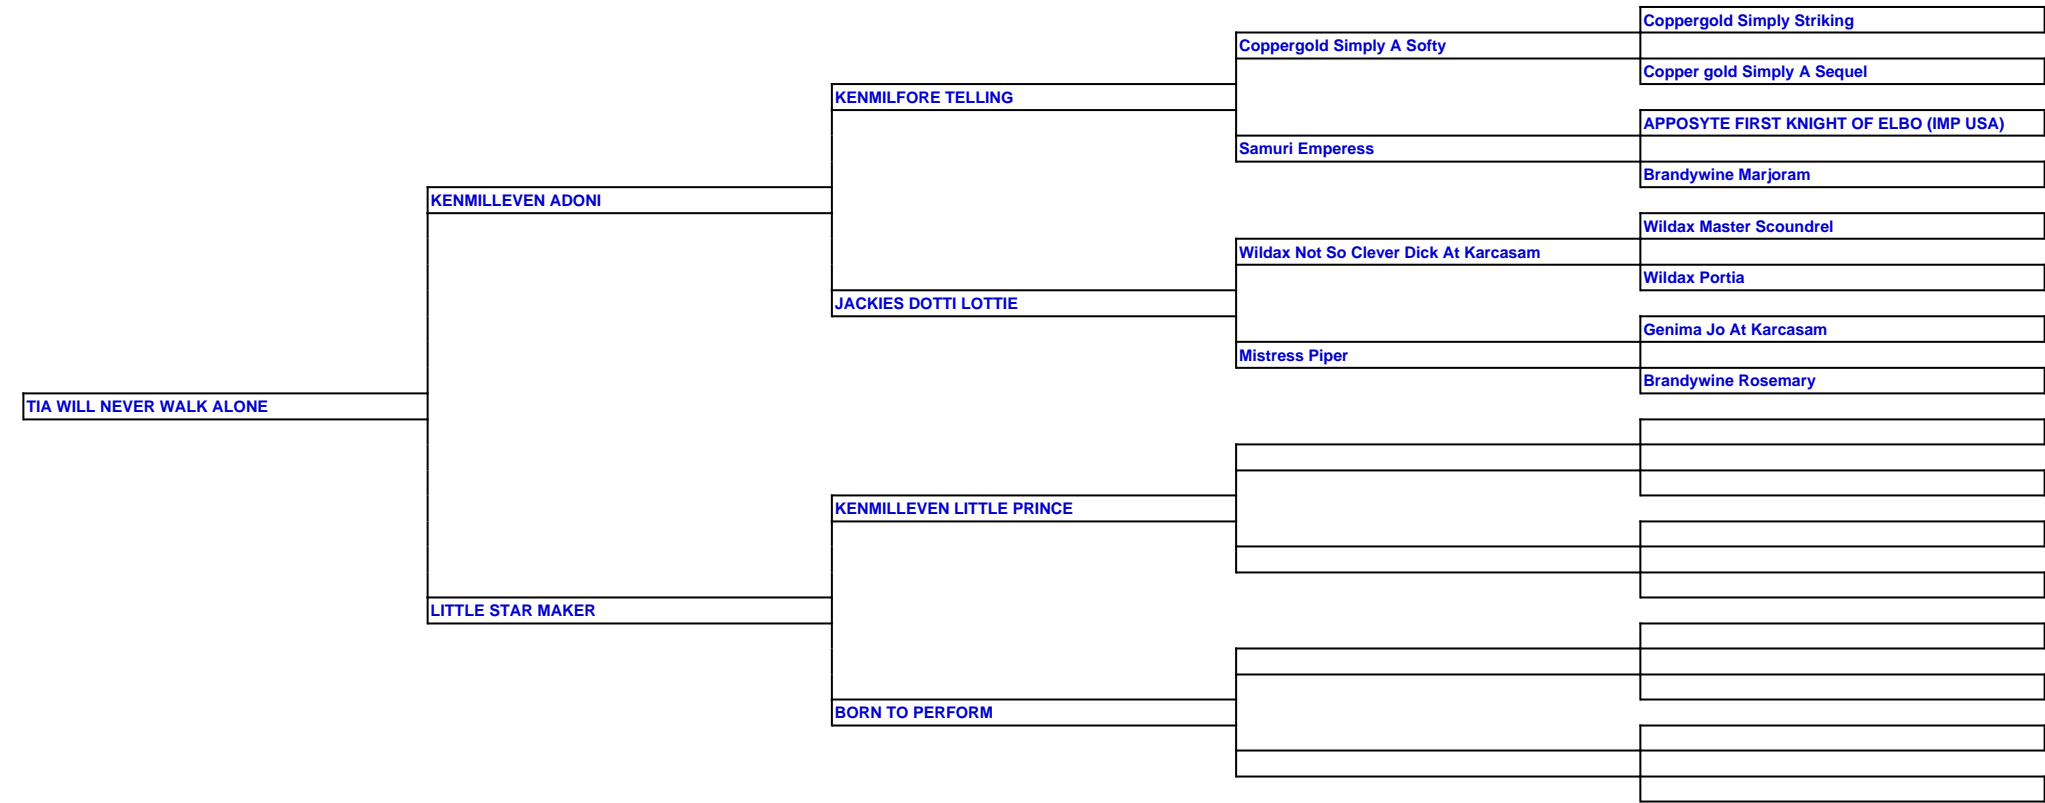 Coppergold Simply Striking
Coppergold Simply A Softy
Copper gold Simply A Sequel
KENMILFORE TELLING
APPOSYTE FIRST KNIGHT OF ELBO (IMP USA)
Samuri Emperess
Brandywine Marjoram
KENMILLEVEN ADONI
Wildax Master Scoundrel
Wildax Not So Clever Dick At Karcasam
Wildax Portia
JACKIES DOTTI LOTTIE
Genima Jo At Karcasam
Mistress Piper
Brandywine Rosemary
TIA WILL NEVER WALK ALONE
KENMILLEVEN LITTLE PRINCE
LITTLE STAR MAKER
BORN TO PERFORM